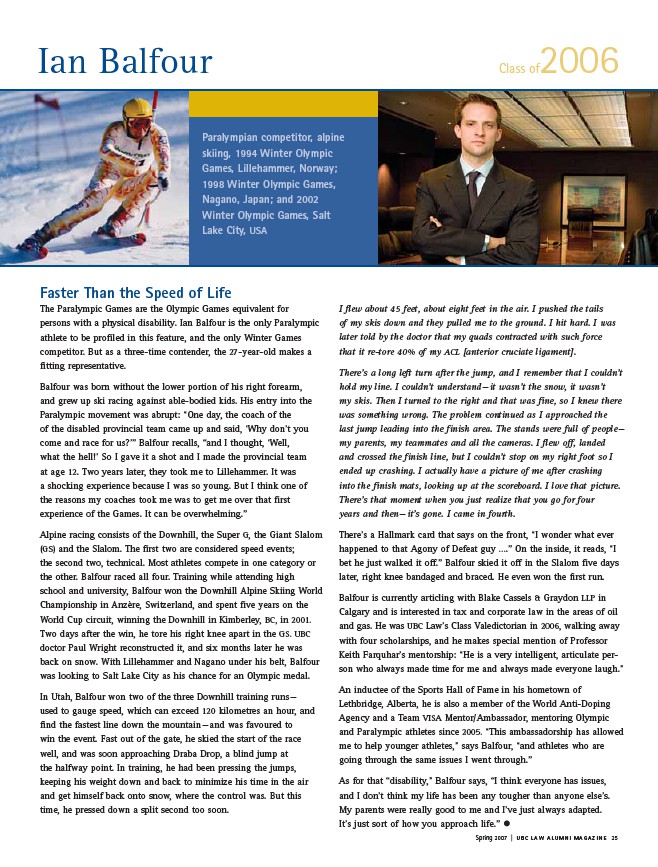 Ian Balfour
Class of 2006
Paralympian competitor, alpine
skiing, 1994 Winter Olympic
Games, Lillehammer, Norway;
1998 Winter Olympic Games,
Nagano, Japan; and 2002
Winter Olympic Games, Salt
Lake City, USA
Faster Than the Speed of Life
The Paralympic Games are the Olympic Games equivalent for
persons with a physical disability. Ian Balfour is the only Paralympic
athlete to be profiled in this feature, and the only Winter Games
competitor. But as a three-time contender, the 27-year-old makes a
fitting representative.
Balfour was born without the lower portion of his right forearm,
and grew up ski racing against able-bodied kids. His entry into the
Paralympic movement was abrupt: "One day, the coach of the
of the disabled provincial team came up and said, 'Why don't you
come and race for us?'" Balfour recalls, "and I thought, 'Well,
what the hell!' So I gave it a shot and I made the provincial team
at age 12. Two years later, they took me to Lillehammer. It was
a shocking experience because I was so young. But I think one of
the reasons my coaches took me was to get me over that first
experience of the Games. It can be overwhelming."
Alpine racing consists of the Downhill, the Super G, the Giant Slalom
(GS) and the Slalom. The first two are considered speed events;
the second two, technical. Most athletes compete in one category or
the other. Balfour raced all four. Training while attending high
school and university, Balfour won the Downhill Alpine Skiing World
Championship in Anzère, Switzerland, and spent five years on the
World Cup circuit, winning the Downhill in Kimberley, BC, in 2001.
Two days after the win, he tore his right knee apart in the GS. UBC
doctor Paul Wright reconstructed it, and six months later he was
back on snow. With Lillehammer and Nagano under his belt, Balfour
was looking to Salt Lake City as his chance for an Olympic medal.
In Utah, Balfour won two of the three Downhill training runs—
used to gauge speed, which can exceed 120 kilometres an hour, and
find the fastest line down the mountain—and was favoured to
win the event. Fast out of the gate, he skied the start of the race
well, and was soon approaching Draba Drop, a blind jump at
the halfway point. In training, he had been pressing the jumps,
keeping his weight down and back to minimize his time in the air
and get himself back onto snow, where the control was. But this
time, he pressed down a split second too soon.
I flew about 45 feet, about eight feet in the air. I pushed the tails
of my skis down and they pulled me to the ground. I hit hard. I was
later told by the doctor that my quads contracted with such force
that it re-tore 40% of my ACL [anterior cruciate ligament].
There's a long left turn after the jump, and I remember that I couldn't
hold my line. I couldn't understand—it wasn't the snow, it wasn't
my skis. Then I turned to the right and that was fine, so I knew there
was something wrong. The problem continued as I approached the
last jump leading into the finish area. The stands were full of people—
my parents, my teammates and all the cameras. I flew off, landed
and crossed the finish line, but I couldn't stop on my right foot so I
ended up crashing. I actually have a picture of me after crashing
into the finish mats, looking up at the scoreboard. I love that picture.
There's that moment when you just realize that you go for four
years and then—it's gone. I came in fourth.
There's a Hallmark card that says on the front, "I wonder what ever
happened to that Agony of Defeat guy ...." On the inside, it reads, "I
bet he just walked it off." Balfour skied it off in the Slalom five days
later, right knee bandaged and braced. He even won the first run.
Balfour is currently articling with Blake Cassels & Graydon LLP in
Calgary and is interested in tax and corporate law in the areas of oil
and gas. He was UBC Law's Class Valedictorian in 2006, walking away
with four scholarships, and he makes special mention of Professor
Keith Farquhar's mentorship: "He is a very intelligent, articulate per-
son who always made time for me and always made everyone laugh."
An inductee of the Sports Hall of Fame in his hometown of
Lethbridge, Alberta, he is also a member of the World Anti-Doping
Agency and a Team VISA Mentor/Ambassador, mentoring Olympic
and Paralympic athletes since 2005. "This ambassadorship has allowed
me to help younger athletes," says Balfour, "and athletes who are
going through the same issues I went through."
As for that "disability," Balfour says, "I think everyone has issues,
and I don't think my life has been any tougher than anyone else's.
My parents were really good to me and I've just always adapted.
It's just sort of how you approach life." ●
Spring 2007 | UBC LAW ALUMNI MAGAZINE 25